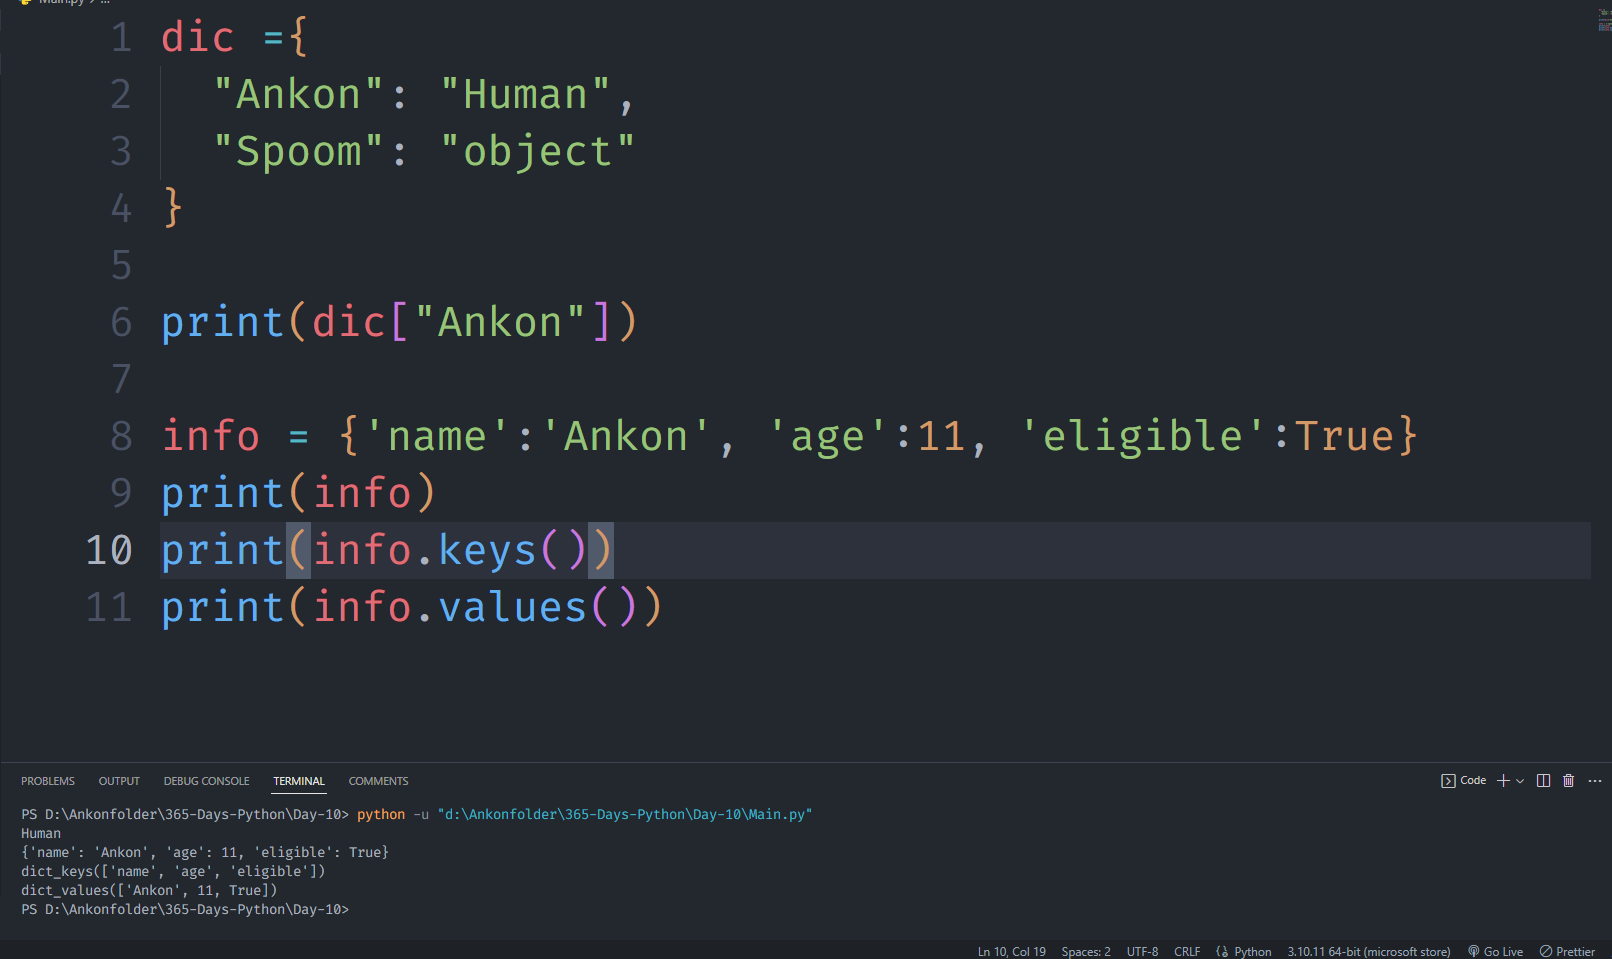 Main.py > ...
1 dic ={
2   "Ankon": "Human",
3   "Spoom": "object"
4 }
5
6 print(dic["Ankon"])
7
8 info = {'name':'Ankon', 'age':11, 'eligible':True}
9 print(info)
10 print(info.keys())
11 print(info.values())
PROBLEMS OUTPUT DEBUG CONSOLE TERMINAL COMMENTS Code
PS D:\Ankonfolder\365-Days-Python\Day-10> python -u "d:\Ankonfolder\365-Days-Python\Day-10\Main.py"
Human
{'name': 'Ankon', 'age': 11, 'eligible': True}
dict_keys(['name', 'age', 'eligible'])
dict_values(['Ankon', 11, True])
PS D:\Ankonfolder\365-Days-Python\Day-10>
Ln 10, Col 19 Spaces: 2 UTF-8 CRLF Python 3.10.11 64-bit (microsoft store) Go Live Prettier